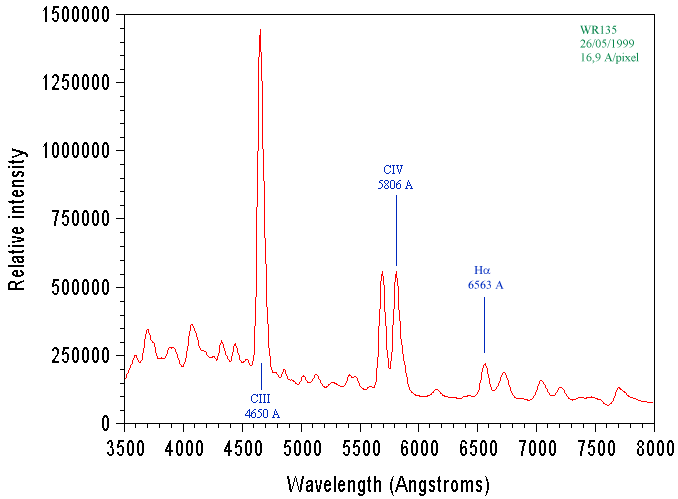 1500000
WR135
26/05/1999
16,9 A/pixel
1250000
1000000
CIV
5806 A
750000
Relative intensity
Hα
6563 A
500000
250000
CIII
4650 A
0
3500 4000 4500 5000 5500 6000 6500 7000 7500 8000
Wavelength (Angstroms)